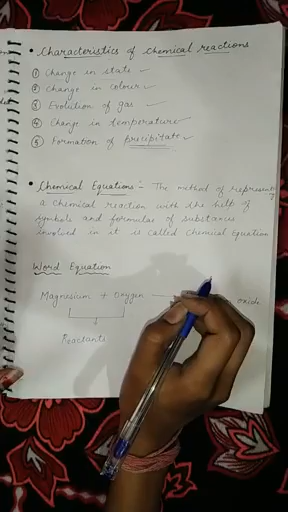 • Characteristics of chemical reactions
① Change in state
② Change in colour
③ Evolution of gas
④ Change in temperature
⑤ Formation of precipitate
• Chemical Equations :- The method of represent
a chemical reaction with the help of
symbols and formulas of substances
involved in it is called Chemical Equation
Word Equation
Magnesium + Oxygen → oxide
Reactants